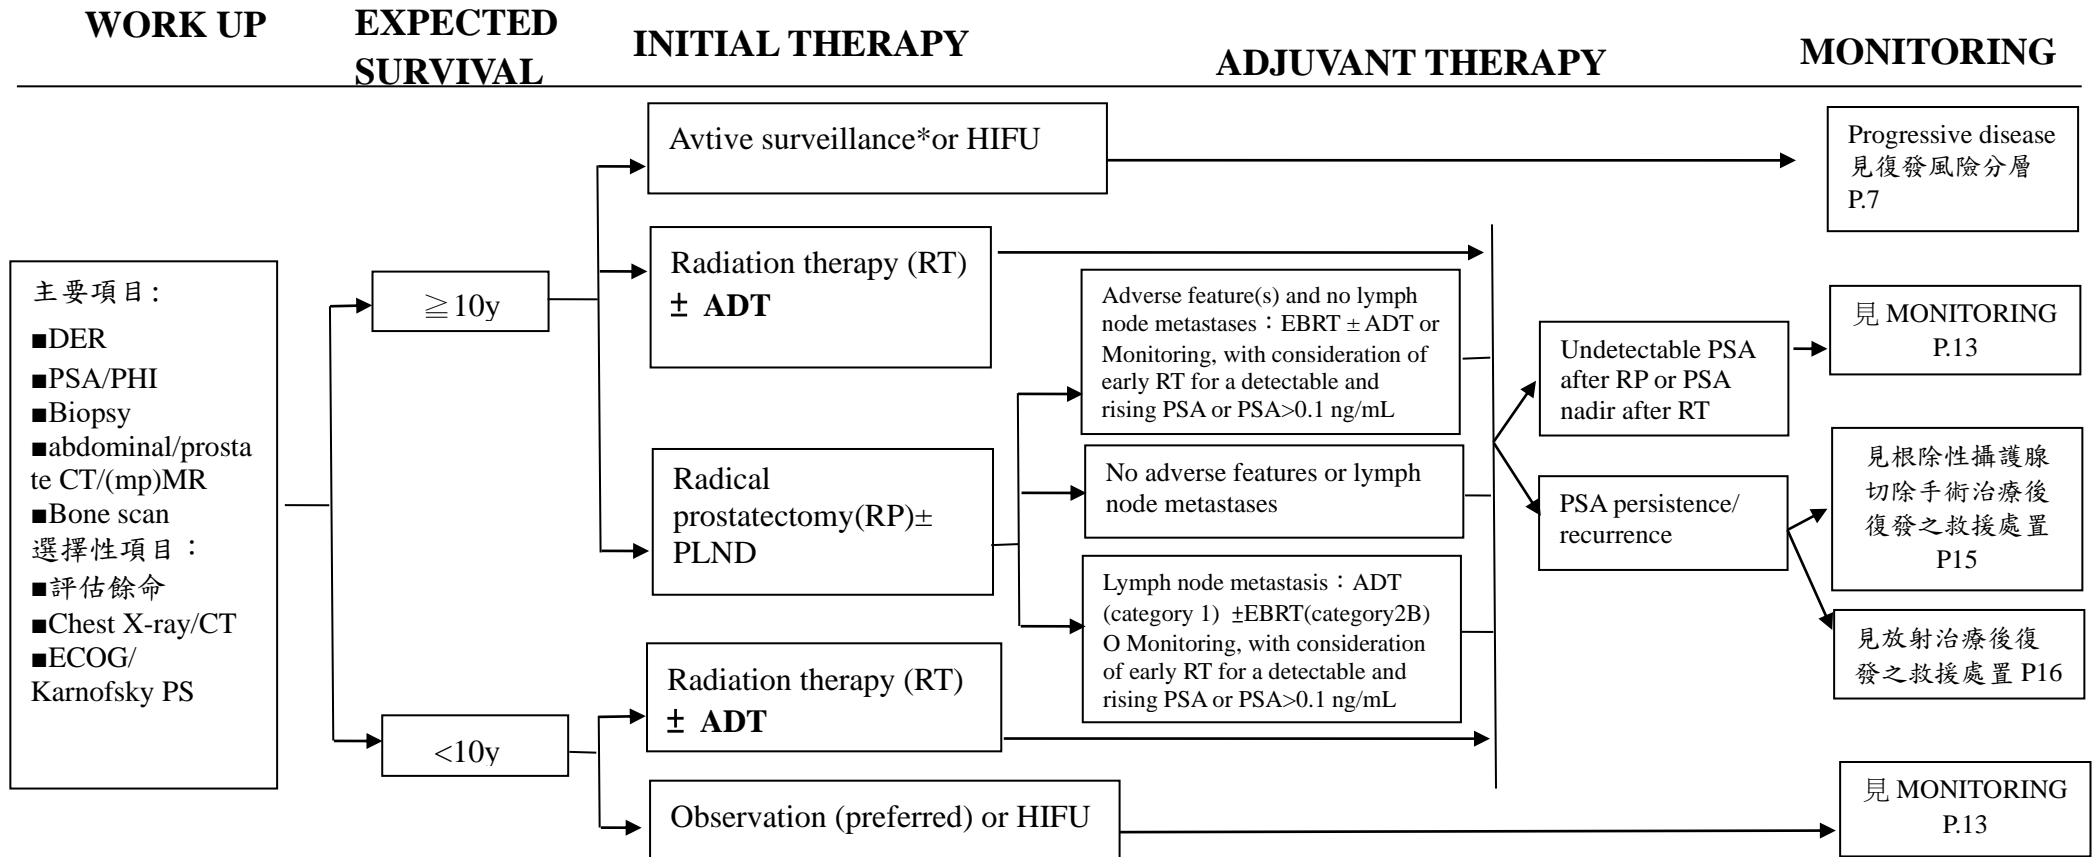 WORK UP
EXPECTED
SURVIVAL
INITIAL THERAPY
ADJUVANT THERAPY
MONITORING
主要項目：
■DER
■PSA/PHI
■Biopsy
■abdominal/prosta
te CT/(mp)MR
■Bone scan
選擇性項目：
■評估餘命
■Chest X-ray/CT
■ECOG/
Karnofsky PS
≧10y
<10y
Avtive surveillance*or HIFU
Radiation therapy (RT)
± ADT
Radical
prostatectomy(RP)±
PLND
Radiation therapy (RT)
± ADT
Observation (preferred) or HIFU
Adverse feature(s) and no lymph
node metastases：EBRT ± ADT or
Monitoring, with consideration of
early RT for a detectable and
rising PSA or PSA>0.1 ng/mL
No adverse features or lymph
node metastases
Lymph node metastasis：ADT
(category 1) ±EBRT(category2B)
O Monitoring, with consideration
of early RT for a detectable and
rising PSA or PSA>0.1 ng/mL
Undetectable PSA
after RP or PSA
nadir after RT
PSA persistence/
recurrence
Progressive disease
見復發風險分層
P.7
見 MONITORING
P.13
見根除性攝護腺
切除手術治療後
復發之救援處置
P15
見放射治療後復
發之救援處置 P16
見 MONITORING
P.13